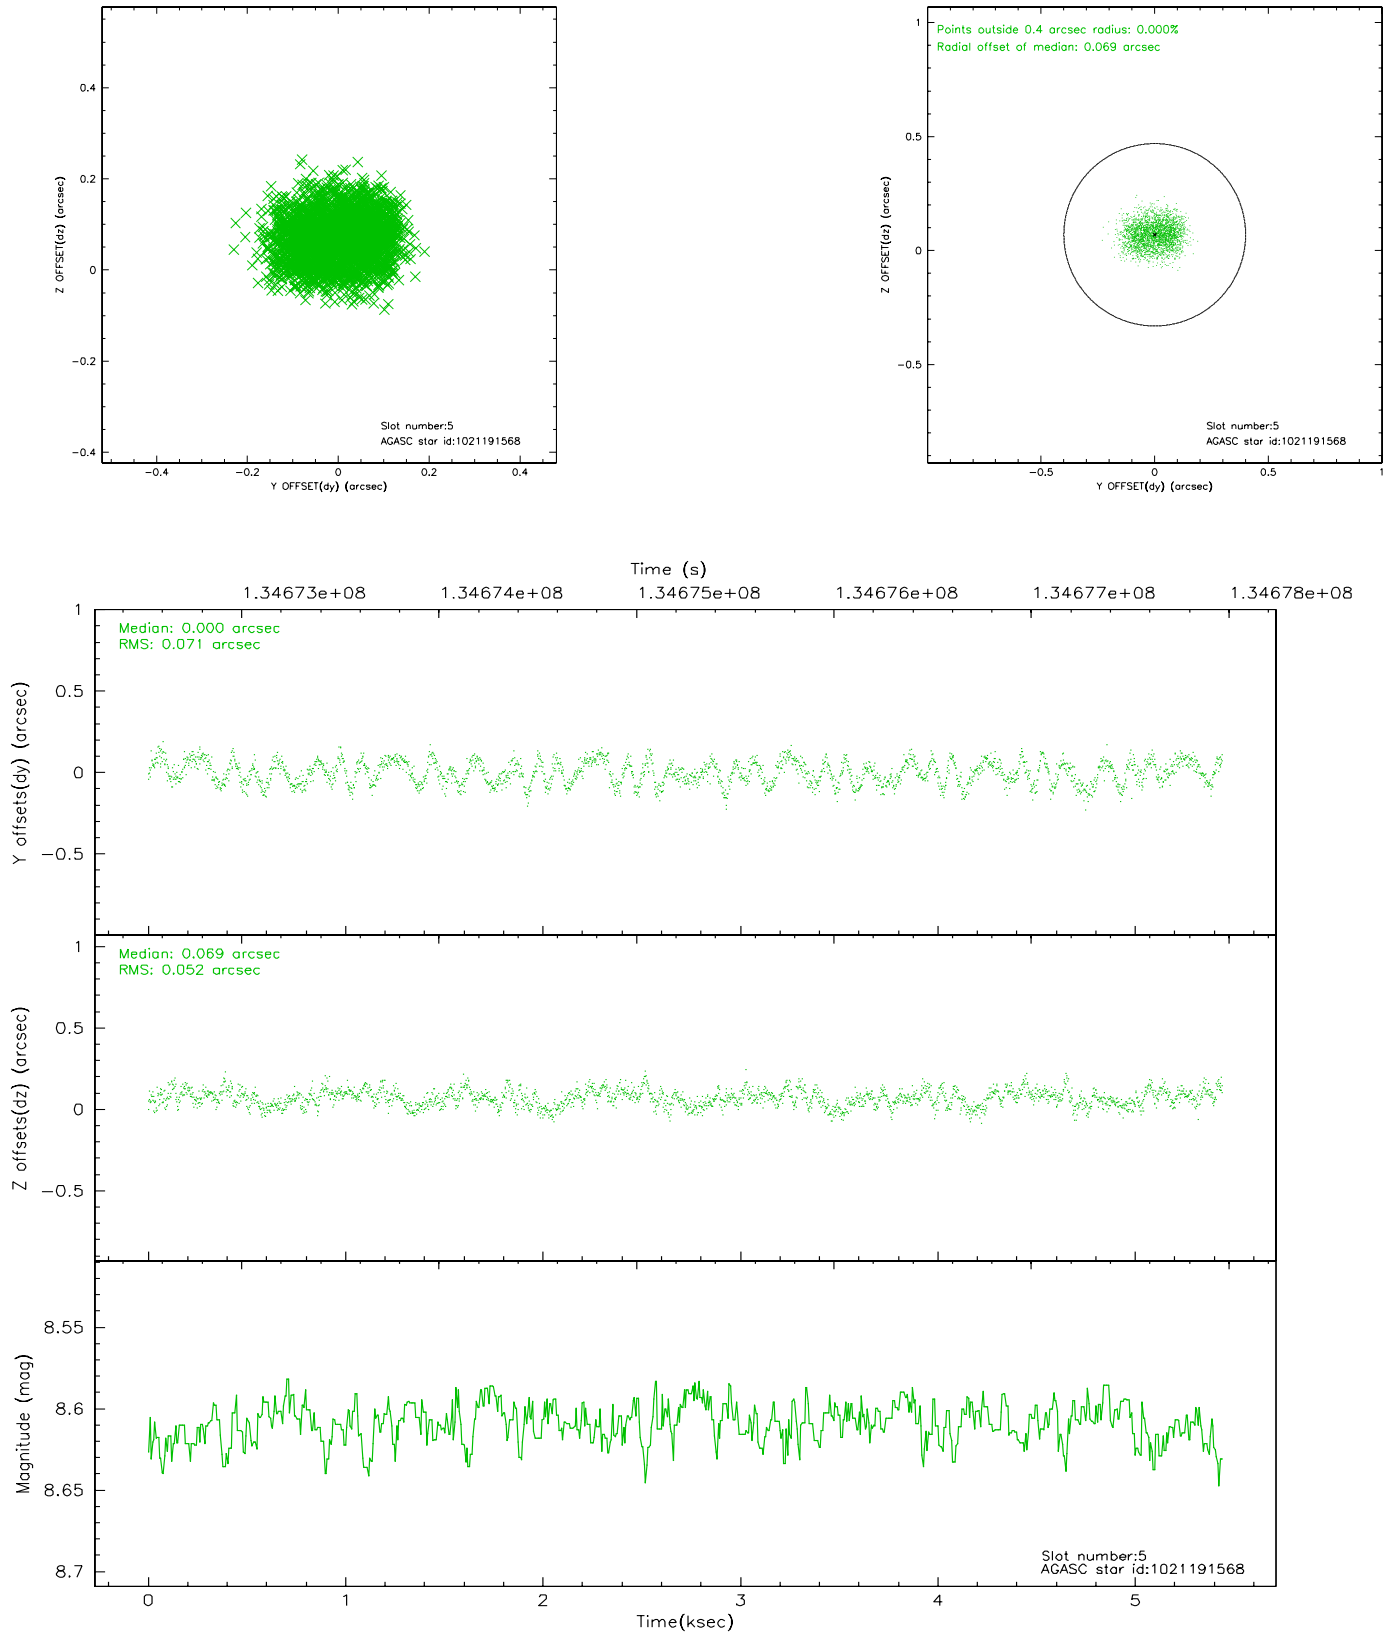 0.4
0.2
0
−0.2
−0.4
Z OFFSET(dz) (arcsec)
Slot number:5
AGASC star id:1021191568
−0.4 −0.2 0 0.2 0.4
Y OFFSET(dy) (arcsec)
Points outside 0.4 arcsec radius: 0.000%
Radial offset of median: 0.069 arcsec
1
0.5
0
−0.5
Z OFFSET(dz) (arcsec)
Slot number:5
AGASC star id:1021191568
−0.5 0 0.5 1
Y OFFSET(dy) (arcsec)
Time (s)
1.34673e+08 1.34674e+08 1.34675e+08 1.34676e+08 1.34677e+08 1.34678e+08
Median: 0.000 arcsec
RMS: 0.071 arcsec
1
0.5
0
−0.5
Y offsets(dy) (arcsec)
Median: 0.069 arcsec
RMS: 0.052 arcsec
1
0.5
0
−0.5
Z offsets(dz) (arcsec)
8.55
8.6
8.65
8.7
Magnitude (mag)
Slot number:5
AGASC star id:1021191568
0 1 2 3 4 5
Time(ksec)